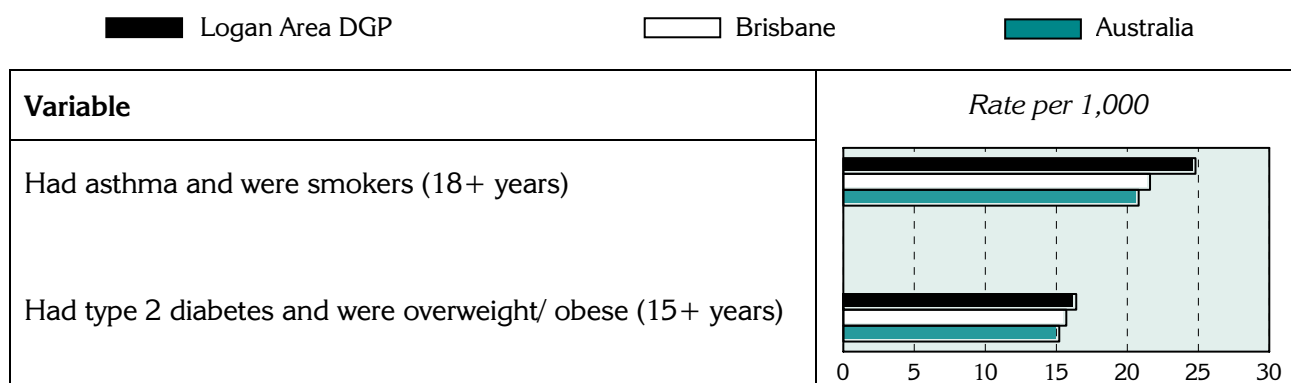 Logan Area DGP Brisbane Australia
Variable Rate per 1,000
Had asthma and were smokers (18+ years)
Had type 2 diabetes and were overweight/ obese (15+ years)
0 5 10 15 20 25 30